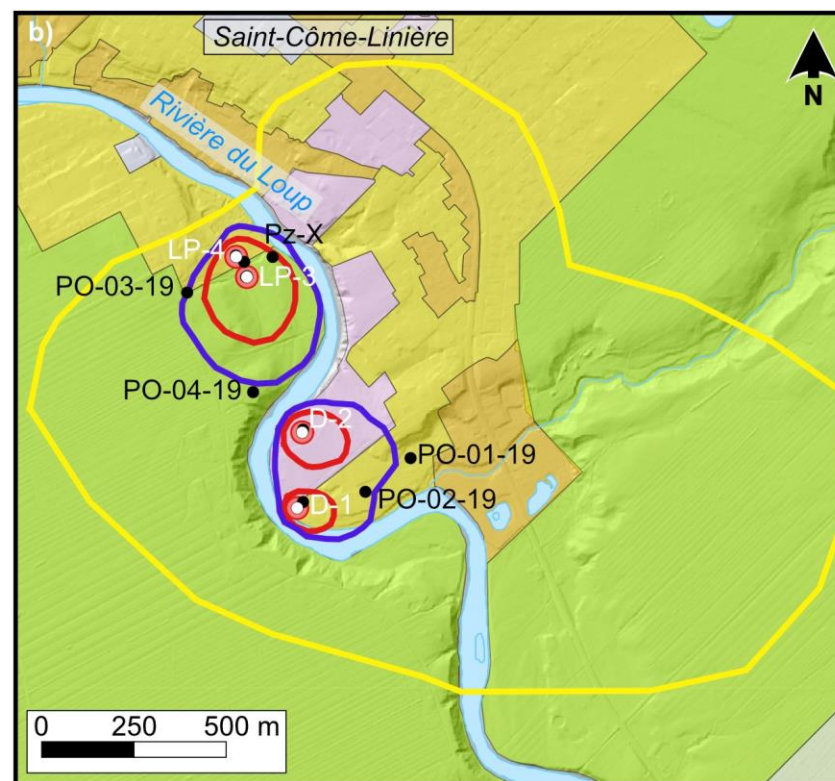 b)
Saint-Côme-Linière
N
Rivière du Loup
LP-4
Pz-X
LP-3
PO-03-19
PO-04-19
D-2
PO-01-19
PO-02-19
D-1
0 250 500 m